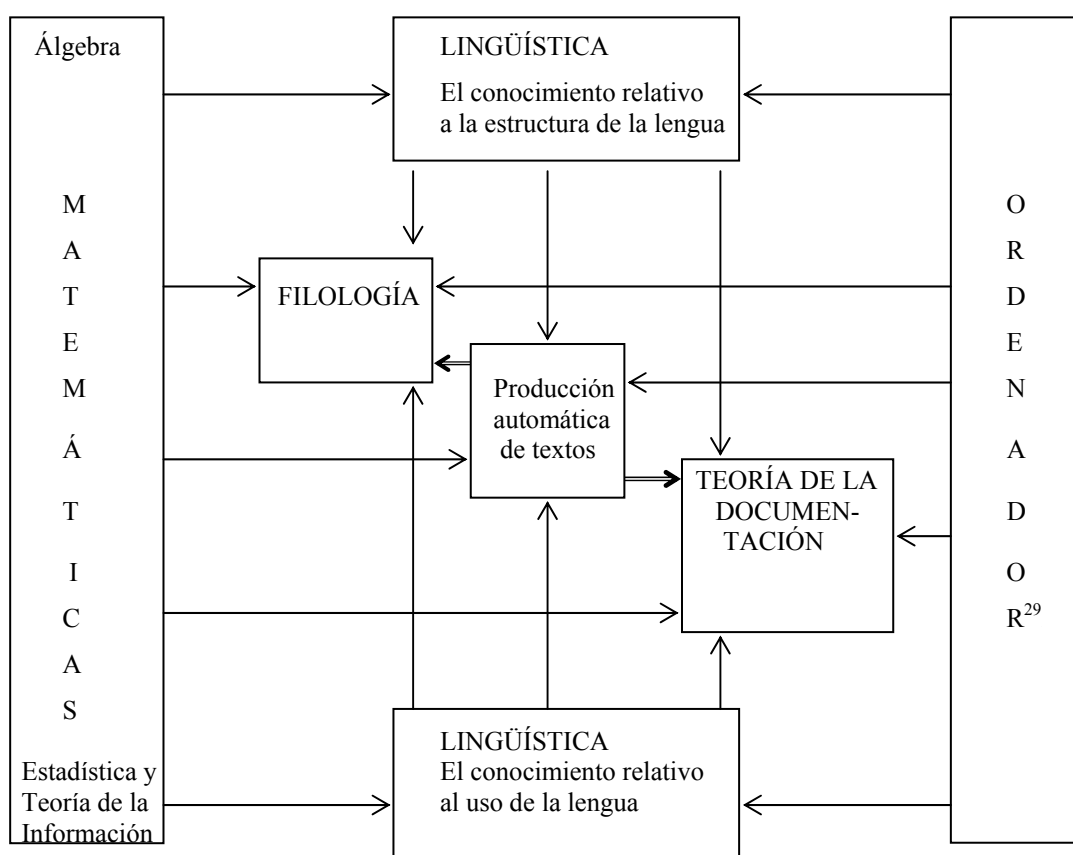 Álgebra
M
A
T
E
M
Á
T
I
C
A
S
Estadística y
Teoría de la
Información
LINGÜÍSTICA
El conocimiento relativo
a la estructura de la lengua
FILOLOGÍA
Producción
automática
de textos
TEORÍA DE LA
DOCUMEN-
TACIÓN
LINGÜÍSTICA
El conocimiento relativo
al uso de la lengua
O
R
D
E
N
A
D
O
R29